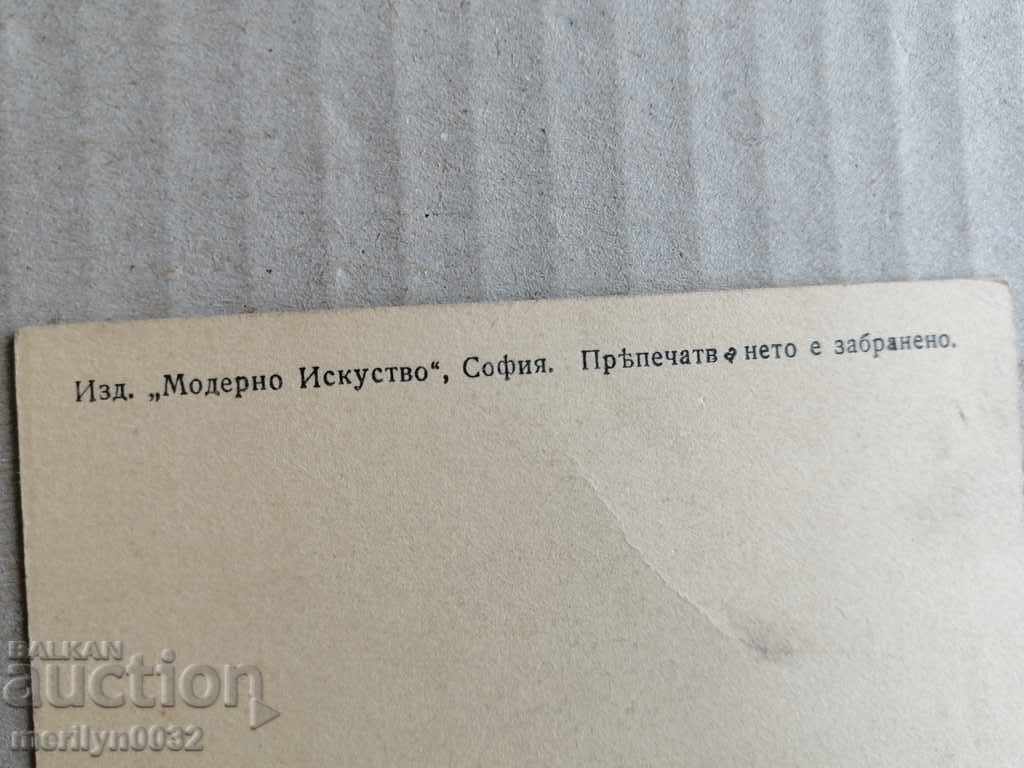 Изд. „Модерно Искуство“, София. Прѣпечатването е забранено.
BALKAN
auction
merilyn0032